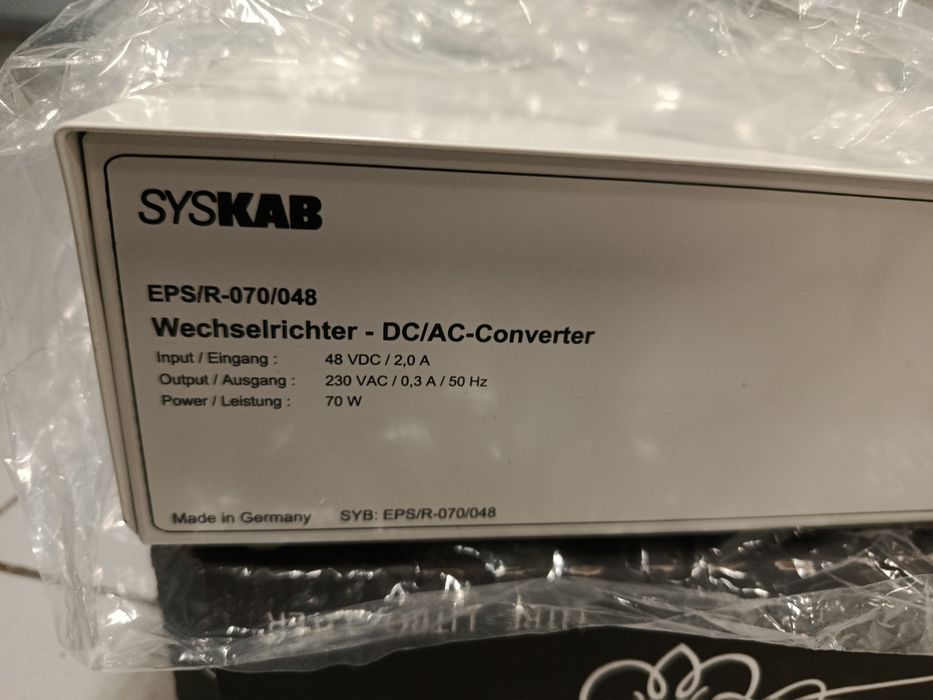 SYSKAB
EPS/R-070/048
Wechselrichter - DC/AC-Converter
Input / Eingang : 48 VDC / 2,0 A
Output / Ausgang : 230 VAC / 0,3 A / 50 Hz
Power / Leistung : 70 W
Made in Germany SYB: EPS/R-070/048